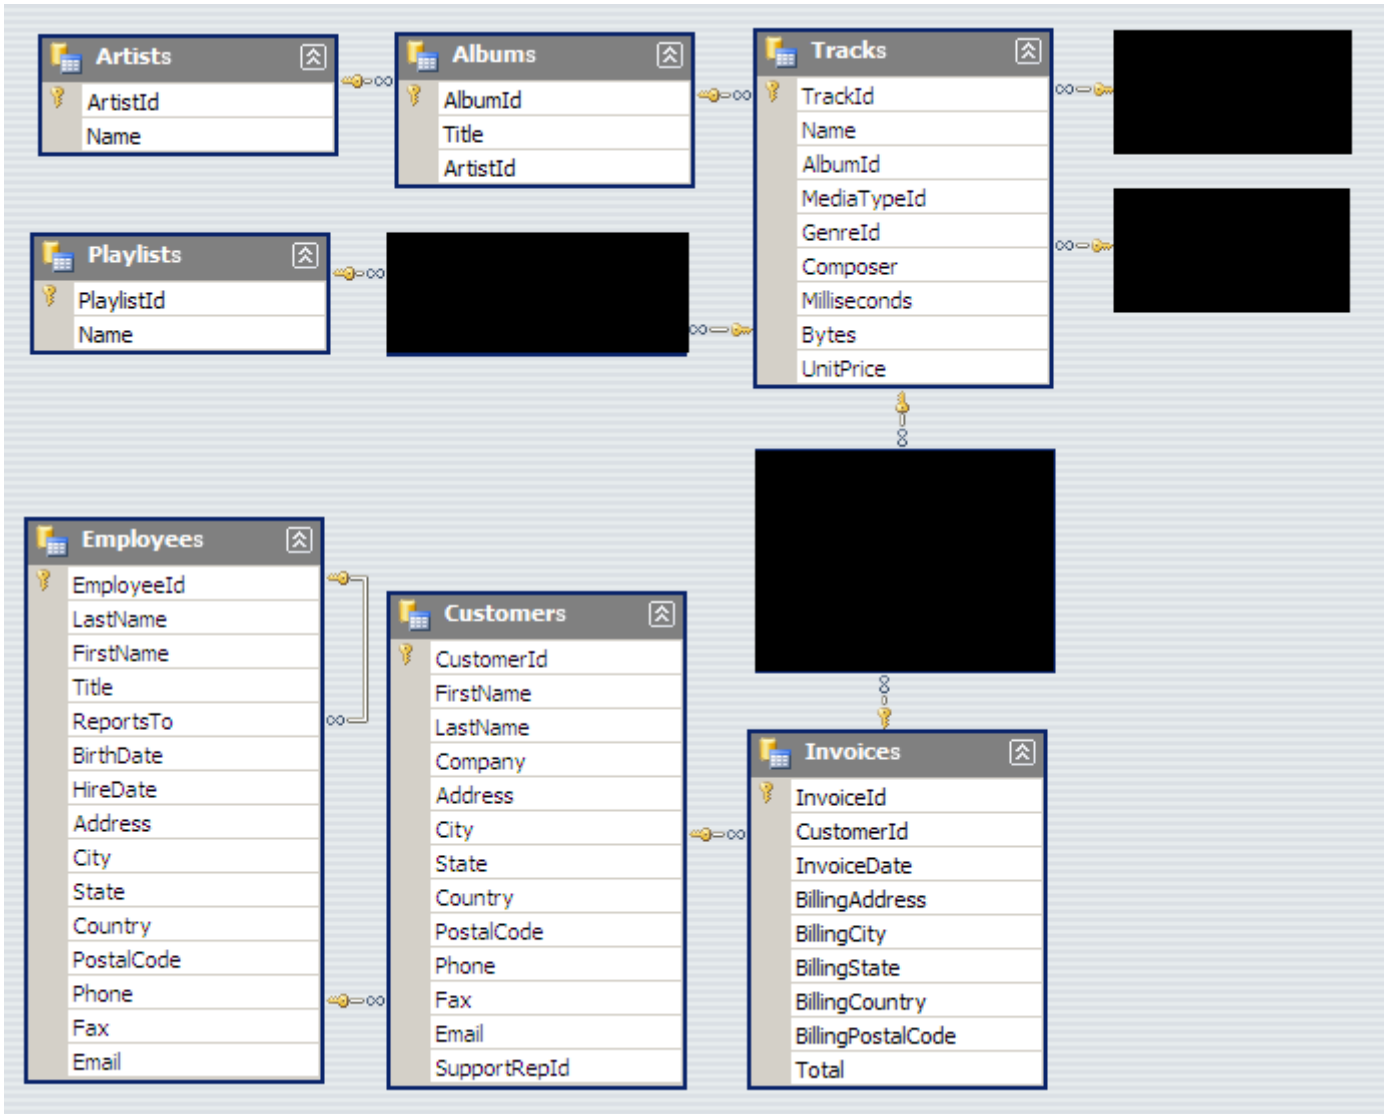 Artists
ArtistId
Name
Albums
AlbumId
Title
ArtistId
Tracks
TrackId
Name
AlbumId
MediaTypeId
GenreId
Composer
Milliseconds
Bytes
UnitPrice
Playlists
PlaylistId
Name
Employees
EmployeeId
LastName
FirstName
Title
ReportsTo
BirthDate
HireDate
Address
City
State
Country
PostalCode
Phone
Fax
Email
Customers
CustomerId
FirstName
LastName
Company
Address
City
State
Country
PostalCode
Phone
Fax
Email
SupportRepId
Invoices
InvoiceId
CustomerId
InvoiceDate
BillingAddress
BillingCity
BillingState
BillingCountry
BillingPostalCode
Total